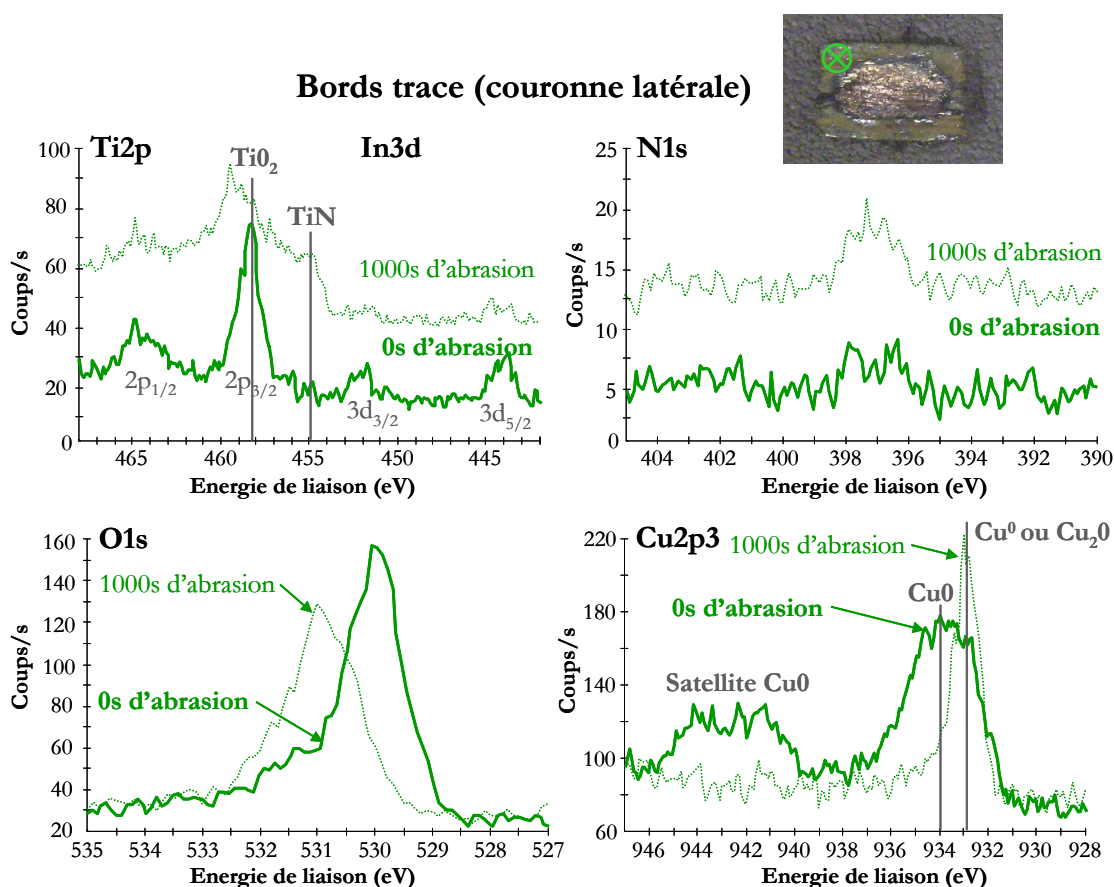 Bords trace (couronne latérale)
Ti2p
In3d
Ti0₂
TiN
1000s d'abrasion
0s d'abrasion
2p₁/₂
2p₃/₂
3d₃/₂
3d₅/₂
Coups/s
100
80
60
40
20
0
465
460
455
450
445
Energie de liaison (eV)
N1s
1000s d'abrasion
0s d'abrasion
Coups/s
25
20
15
10
5
0
404
402
400
398
396
394
392
390
Energie de liaison (eV)
O1s
1000s d'abrasion
0s d'abrasion
Coups/s
160
140
120
100
80
60
40
20
535
534
533
532
531
530
529
528
527
Energie de liaison (eV)
Cu2p3
1000s d'abrasion
Cu⁰ ou Cu₂0
0s d'abrasion
Cu0
Satellite Cu0
Coups/s
220
180
140
100
60
946
944
942
940
938
936
934
932
930
928
Energie de liaison (eV)